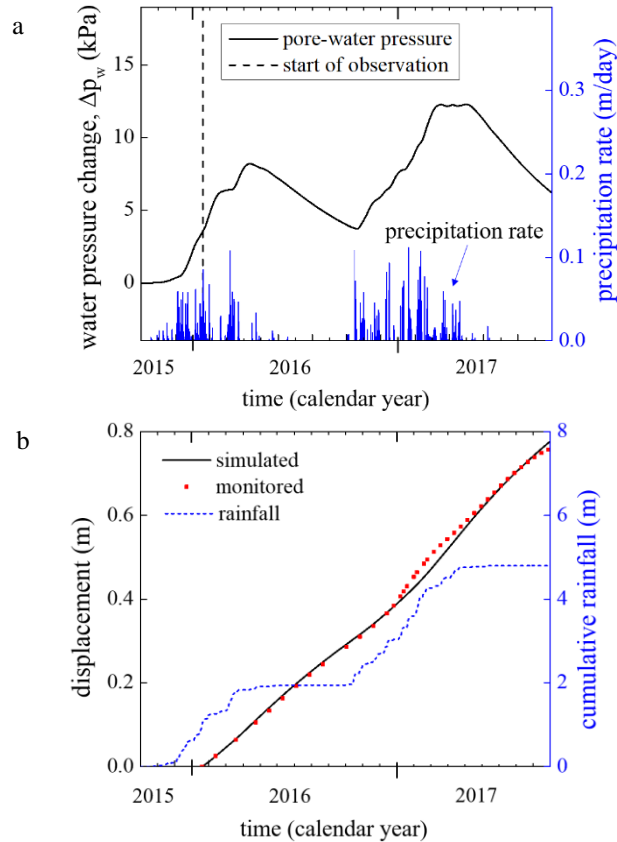 a
water pressure change, Δp_w (kPa)
15
10
5
0
pore-water pressure
start of observation
precipitation rate
0.3
0.2
0.1
0.0
precipitation rate (m/day)
2015
2016
2017
time (calendar year)
b
displacement (m)
0.8
0.6
0.4
0.2
0.0
simulated
monitored
rainfall
8
6
4
2
0
cumulative rainfall (m)
2015
2016
2017
time (calendar year)